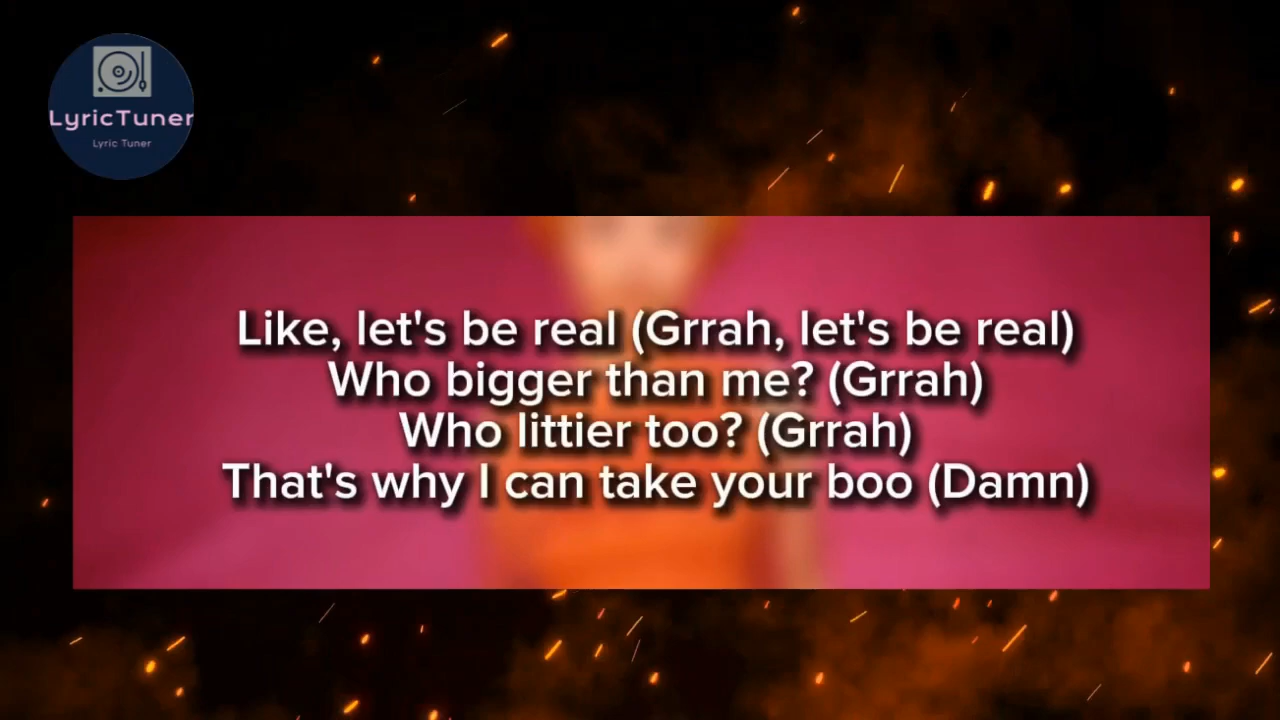 LyricTuner
Lyric Tuner
Like, let's be real (Grrah, let's be real)
Who bigger than me? (Grrah)
Who littier too? (Grrah)
That's why I can take your boo (Damn)